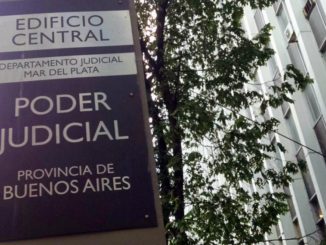 EDIFICIO
CENTRAL
DEPARTAMENTO JUDICIAL
MAR DEL PLATA
PODER
JUDICIAL
PROVINCIA DE
BUENOS AIRES